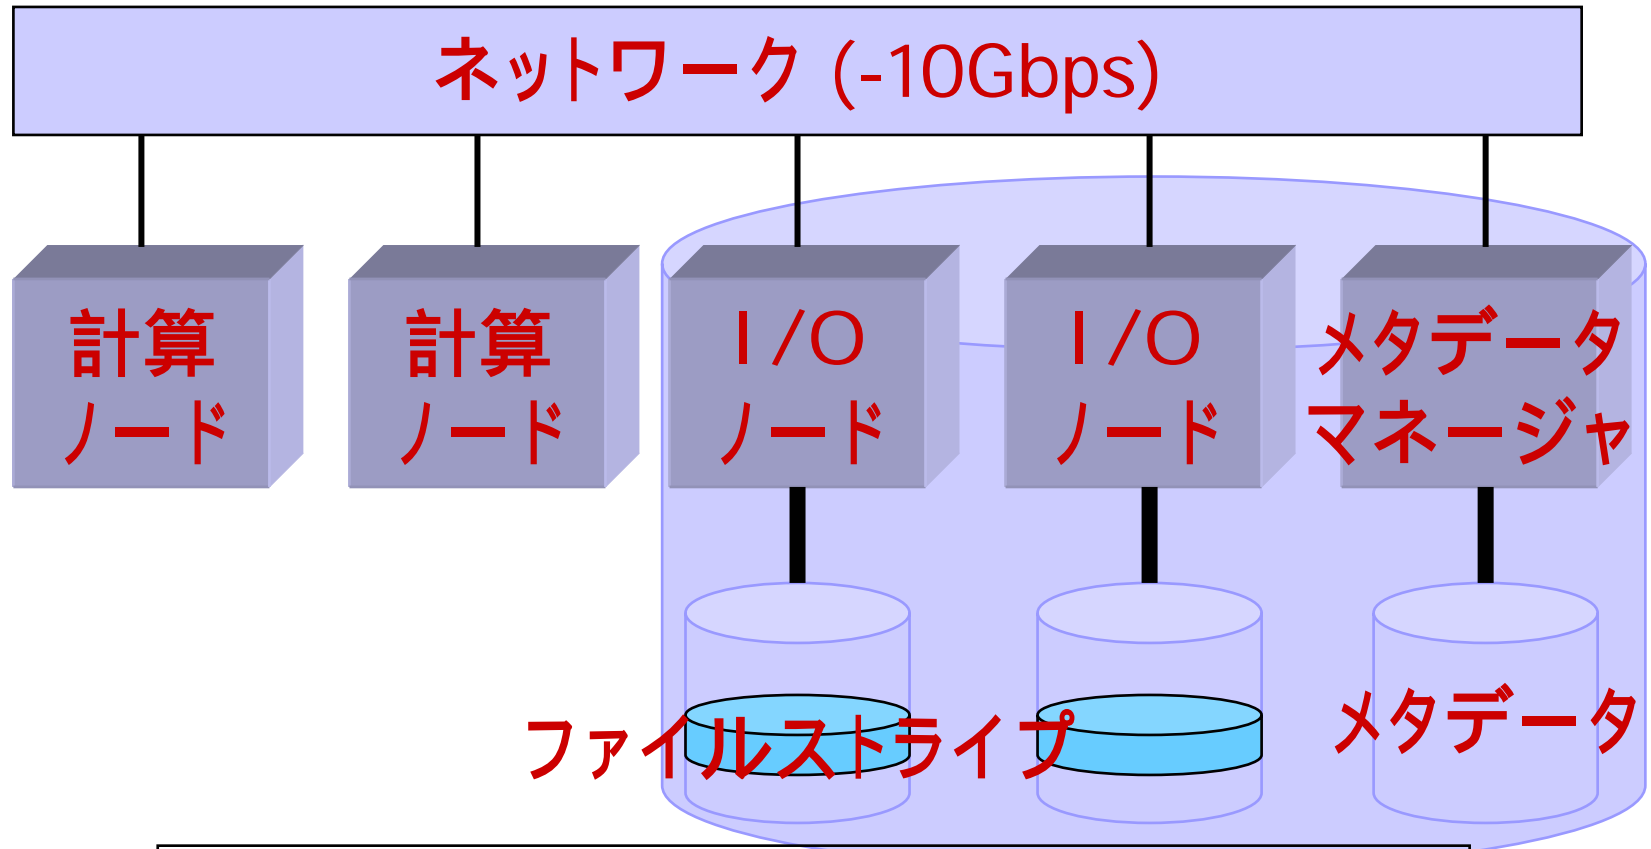 ネットワーク (-10Gbps)
計算
ノード
計算
ノード
I/O
ノード
I/O
ノード
メタデータ
マネージャ
ファイルストライプ
メタデータ